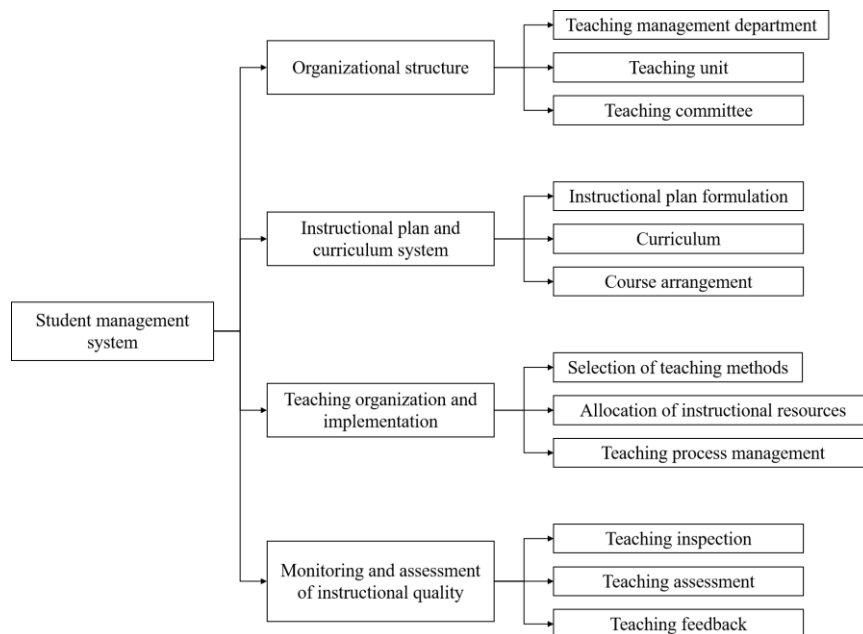 Student management
system
Organizational structure
Teaching management department
Teaching unit
Teaching committee
Instructional plan and
curriculum system
Instructional plan formulation
Curriculum
Course arrangement
Teaching organization and
implementation
Selection of teaching methods
Allocation of instructional resources
Teaching process management
Monitoring and assessment
of instructional quality
Teaching inspection
Teaching assessment
Teaching feedback